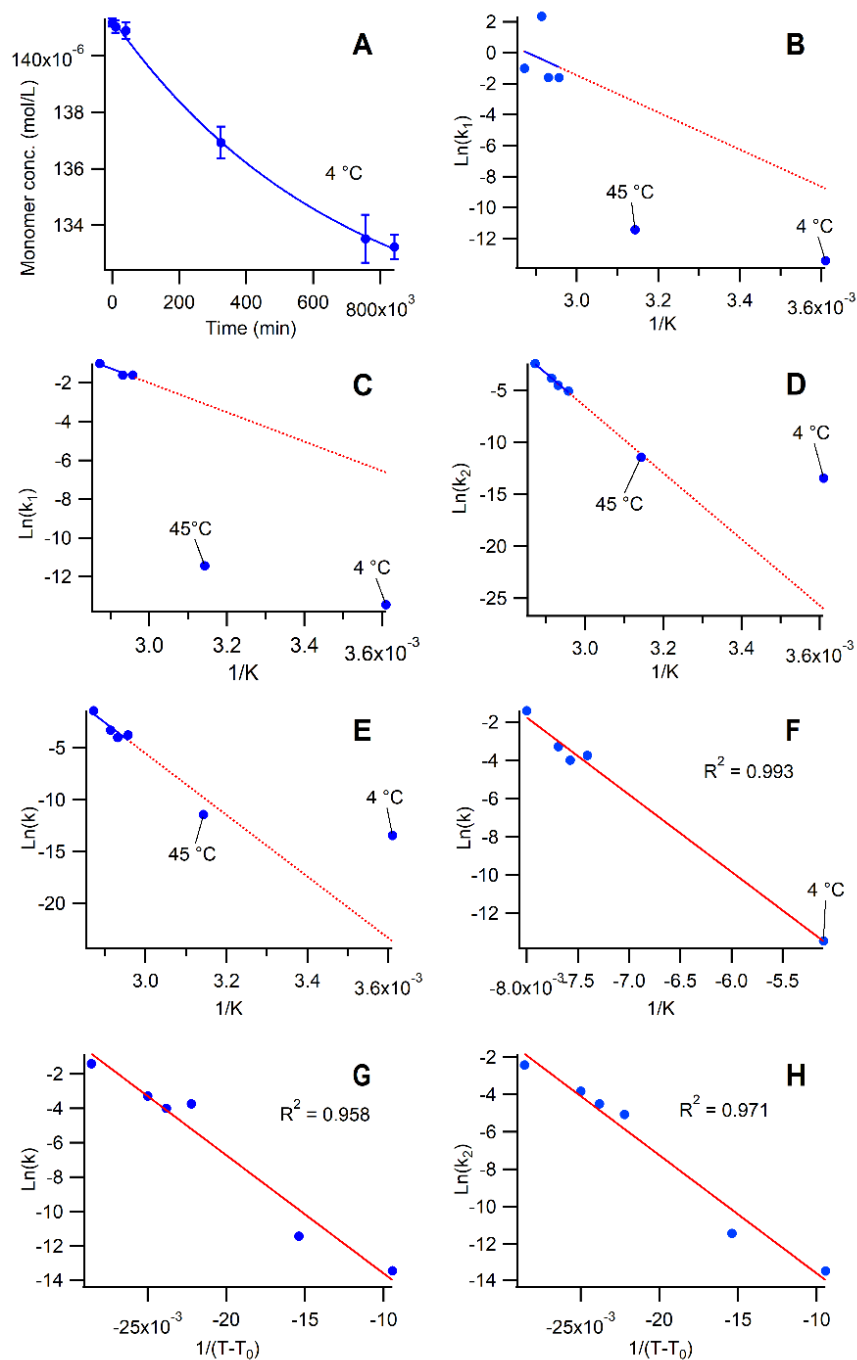 A
Monomer conc. (mol/L)
140x10⁻⁶
136
134
4 °C
0
200
400
600
800x10³
Time (min)
B
Ln(k₁)
2
0
-2
-4
-6
-8
-10
-12
45 °C
4 °C
3.0
3.2
3.4
3.6x10⁻³
1/K
C
Ln(k₁)
-2
-4
-6
-8
-10
-12
45°C
4 °C
3.0
3.2
3.4
3.6x10⁻³
1/K
D
Ln(k₂)
-5
-10
-15
-20
-25
4 °C
45 °C
3.0
3.2
3.4
3.6x10⁻³
1/K
E
Ln(k)
-5
-10
-15
-20
4 °C
45 °C
3.0
3.2
3.4
3.6x10⁻³
1/K
F
Ln(k)
-2
-4
-6
-8
-10
-12
R² = 0.993
4 °C
-8.0x10⁻³
-7.5
-7.0
-6.5
-6.0
-5.5
1/K
G
Ln(k)
-2
-4
-6
-8
-10
-12
-14
R² = 0.958
-25x10⁻³
-20
-15
-10
1/(T-T₀)
H
Ln(k₂)
-2
-4
-6
-8
-10
-12
-14
R² = 0.971
-25x10⁻³
-20
-15
-10
1/(T-T₀)